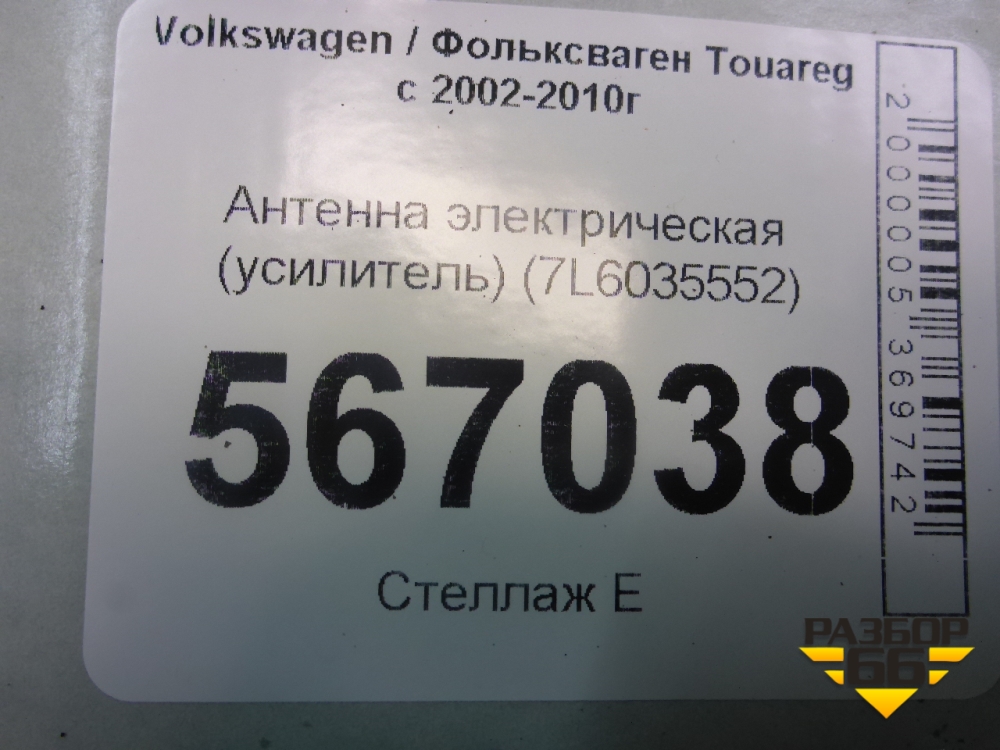 Volkswagen / Фольксваген Touareg
с 2002-2010г
Антенна электрическая
(усилитель) (7L6035552)
567038
Стеллаж Е
2000005369742
РАЗБОР
66